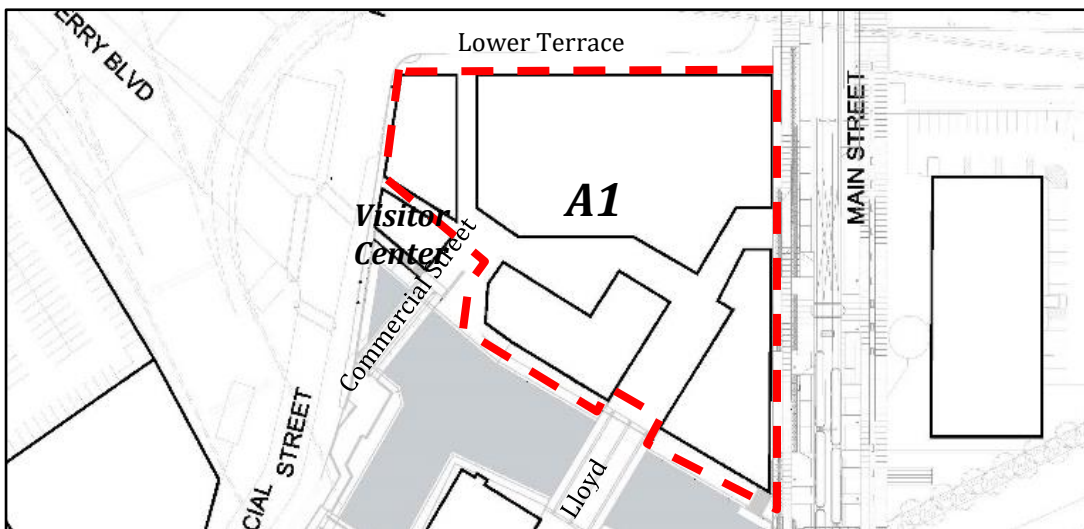 Lower Terrace
ERRY BLVD
MAIN STREET
A1
Visitor
Center
Commercial Street
CIAL STREET
Lloyd